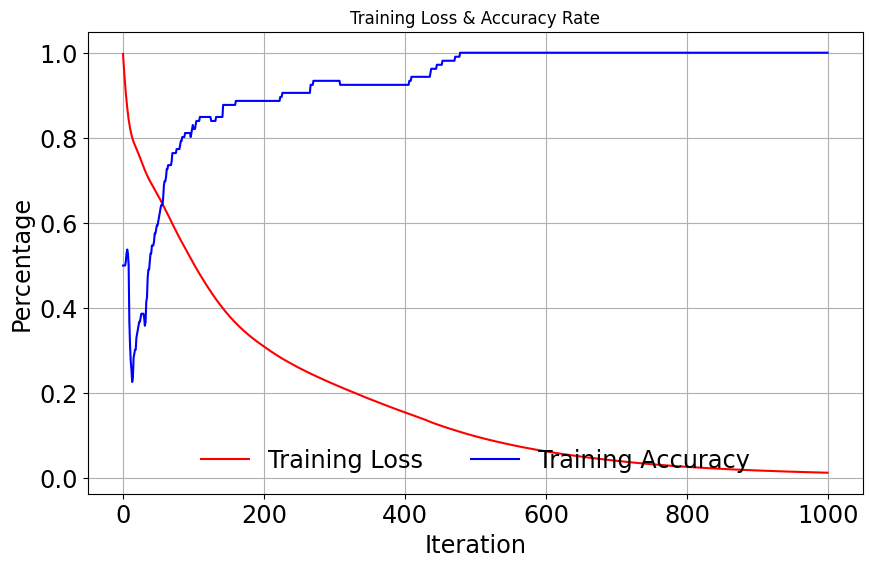 Training Loss & Accuracy Rate
1.0
0.8
0.6
0.4
0.2
0.0
Percentage
Training Loss
Training Accuracy
0 200 400 600 800 1000
Iteration